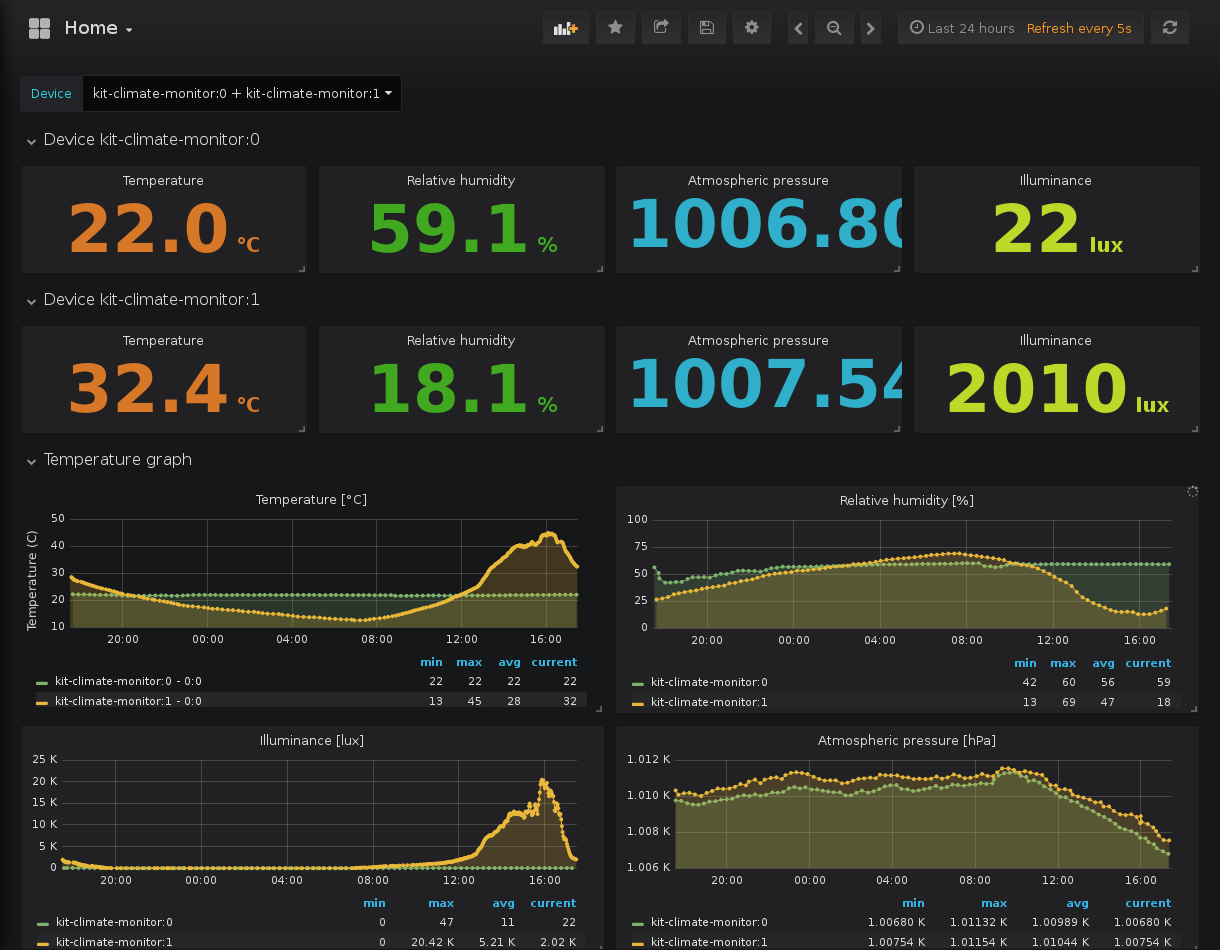 Home
Last 24 hours Refresh every 5s
Device kit-climate-monitor:0 + kit-climate-monitor:1
Device kit-climate-monitor:0
Temperature Relative humidity Atmospheric pressure Illuminance
22.0 °C 59.1 % 1006.80 22 lux
Device kit-climate-monitor:1
Temperature Relative humidity Atmospheric pressure Illuminance
32.4 °C 18.1 % 1007.54 2010 lux
Temperature graph
Temperature [°C]
Temperature (C)
50
40
30
20
10
20:00 00:00 04:00 08:00 12:00 16:00
min max avg current
kit-climate-monitor:0 - 0:0 22 22 22 22
kit-climate-monitor:1 - 0:0 13 45 28 32
Relative humidity [%]
100
75
50
25
0
20:00 00:00 04:00 08:00 12:00 16:00
min max avg current
kit-climate-monitor:0 42 60 56 59
kit-climate-monitor:1 13 69 47 18
Illuminance [lux]
25 K
20 K
15 K
10 K
5 K
0
20:00 00:00 04:00 08:00 12:00 16:00
min max avg current
kit-climate-monitor:0 0 47 11 22
kit-climate-monitor:1 0 20.42 K 5.21 K 2.02 K
Atmospheric pressure [hPa]
1.012 K
1.010 K
1.008 K
1.006 K
20:00 00:00 04:00 08:00 12:00 16:00
min max avg current
kit-climate-monitor:0 1.00680 K 1.01132 K 1.00989 K 1.00680 K
kit-climate-monitor:1 1.00754 K 1.01154 K 1.01044 K 1.00754 K